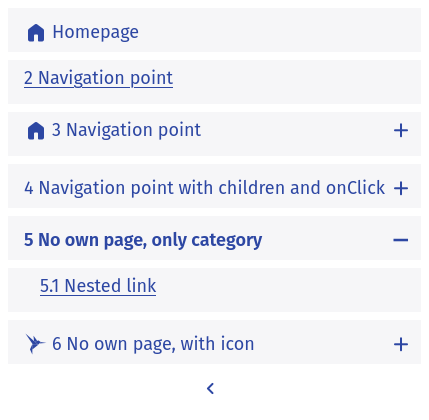 Homepage
2 Navigation point
3 Navigation point
4 Navigation point with children and onClick
5 No own page, only category
5.1 Nested link
6 No own page, with icon